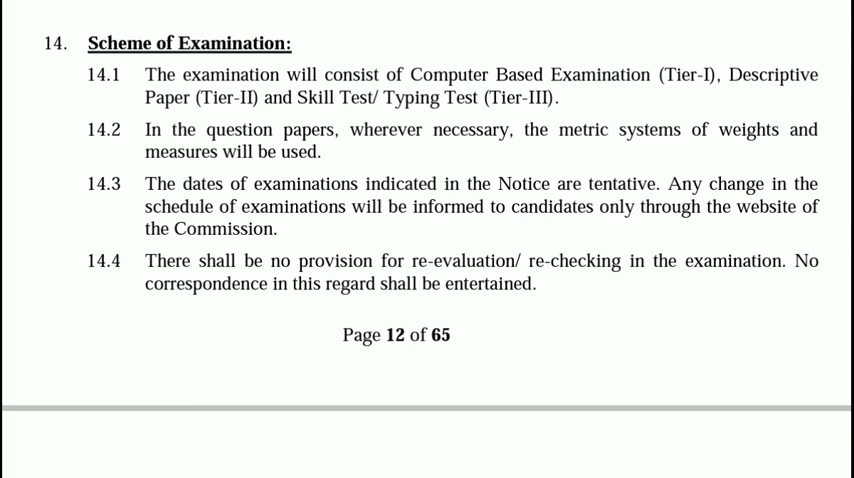 14. Scheme of Examination:
14.1 The examination will consist of Computer Based Examination (Tier-I), Descriptive
Paper (Tier-II) and Skill Test/ Typing Test (Tier-III).
14.2 In the question papers, wherever necessary, the metric systems of weights and
measures will be used.
14.3 The dates of examinations indicated in the Notice are tentative. Any change in the
schedule of examinations will be informed to candidates only through the website of
the Commission.
14.4 There shall be no provision for re-evaluation/ re-checking in the examination. No
correspondence in this regard shall be entertained.
Page 12 of 65